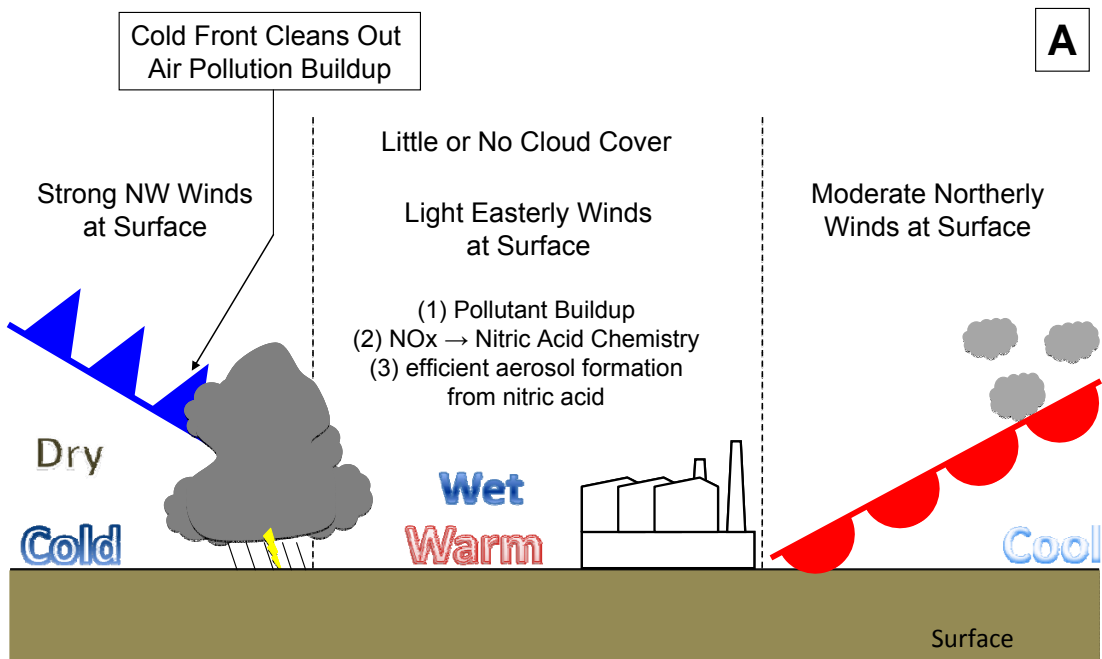 Cold Front Cleans Out
Air Pollution Buildup
A
Little or No Cloud Cover
Strong NW Winds
at Surface
Light Easterly Winds
at Surface
Moderate Northerly
Winds at Surface
(1) Pollutant Buildup
(2) NOx → Nitric Acid Chemistry
(3) efficient aerosol formation
from nitric acid
Dry
Wet
Cold
Warm
Cool
Surface